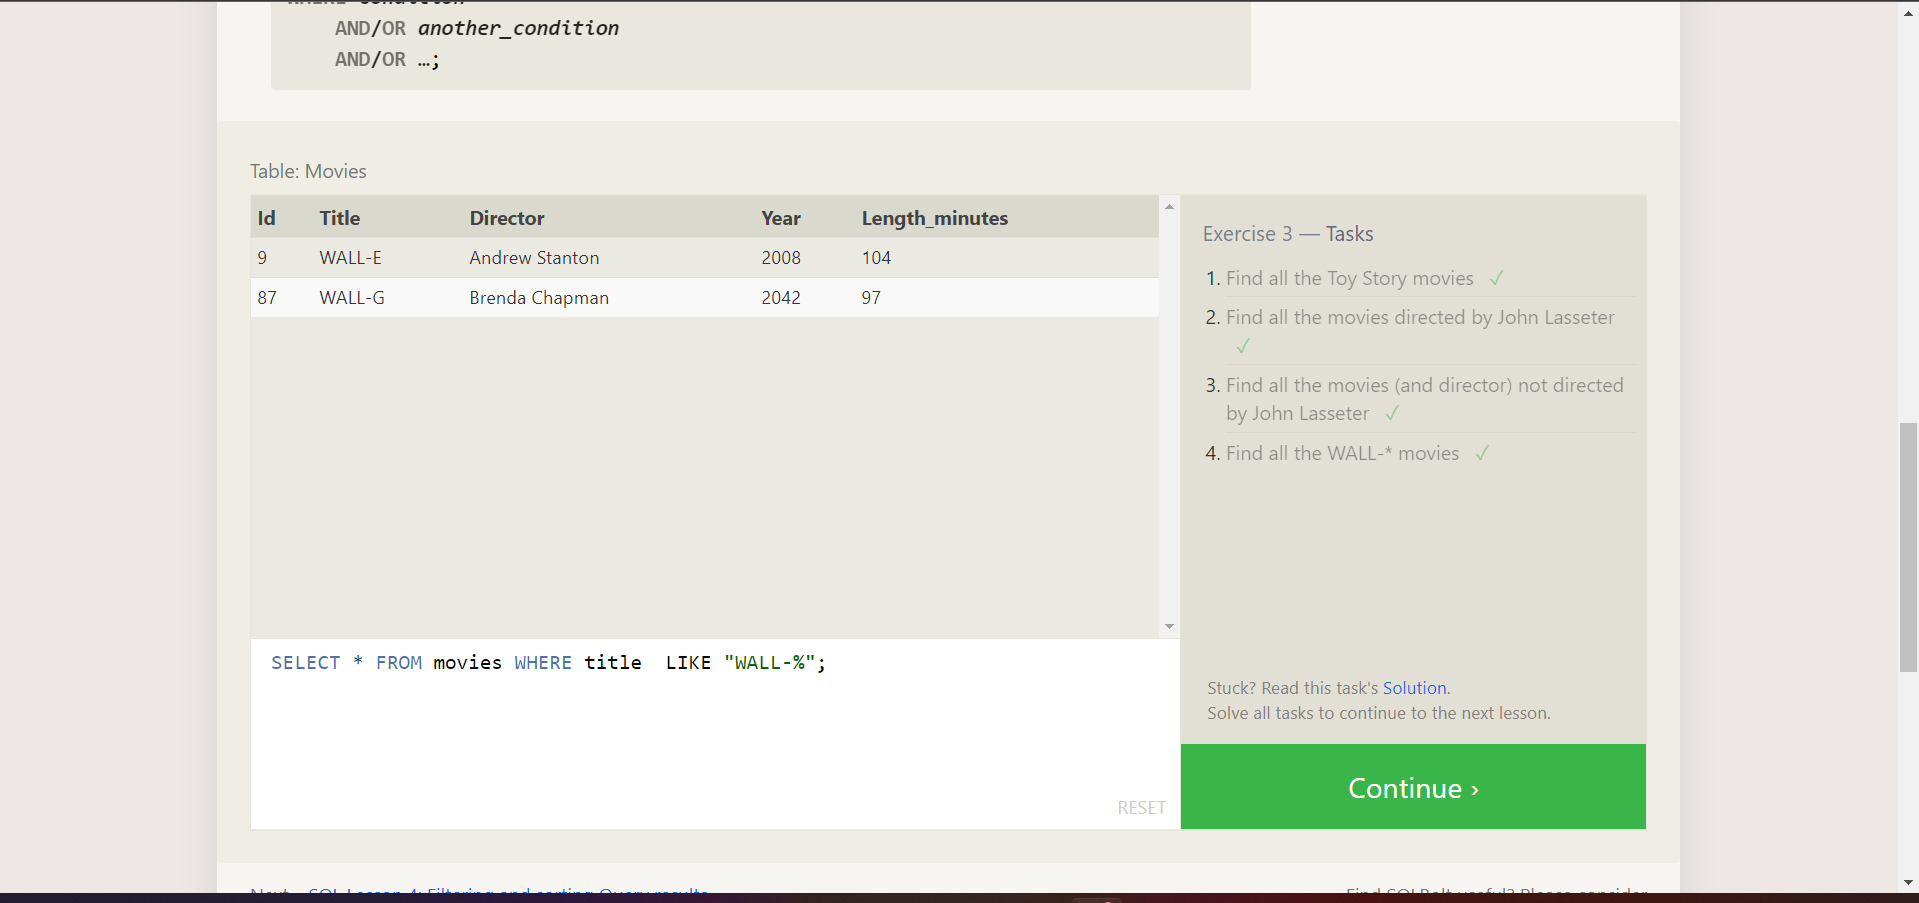 WHERE condition
AND/OR another_condition
AND/OR …;
Table: Movies
Id Title Director Year Length_minutes
9 WALL-E Andrew Stanton 2008 104
87 WALL-G Brenda Chapman 2042 97
Exercise 3 — Tasks
1. Find all the Toy Story movies ✓
2. Find all the movies directed by John Lasseter
✓
3. Find all the movies (and director) not directed
by John Lasseter ✓
4. Find all the WALL-* movies ✓
SELECT * FROM movies WHERE title  LIKE "WALL-%";
RESET
Stuck? Read this task's Solution.
Solve all tasks to continue to the next lesson.
Continue ›
Next – SQL Lesson 4: Filtering and sorting Query results
Find SQLBolt useful? Please consider